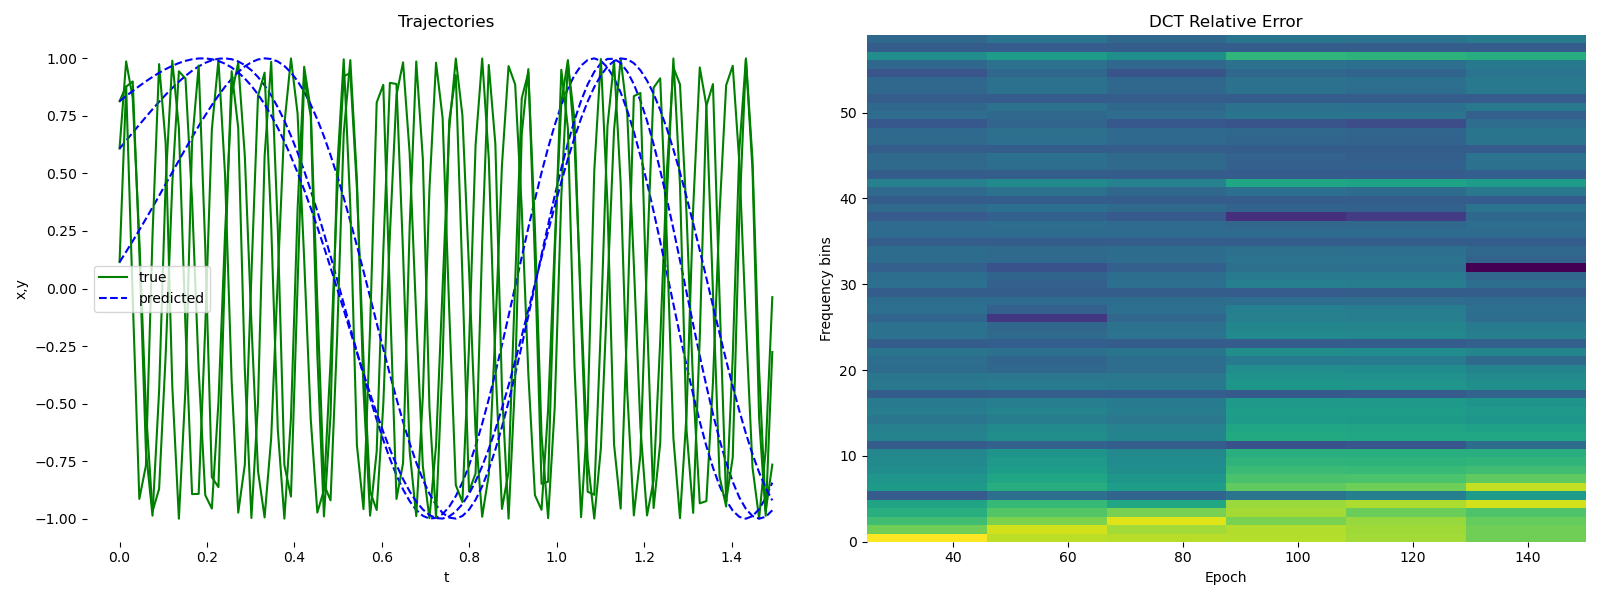 Trajectories
1.00
0.75
0.50
0.25
0.00
−0.25
−0.50
−0.75
−1.00
x,y
true
predicted
0.0 0.2 0.4 0.6 0.8 1.0 1.2 1.4
t
DCT Relative Error
50
40
30
20
10
0
Frequency bins
40 60 80 100 120 140
Epoch